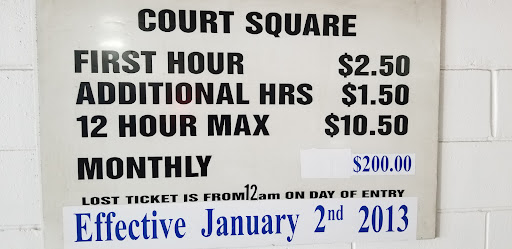 COURT SQUARE
FIRST HOUR $2.50
ADDITIONAL HRS $1.50
12 HOUR MAX $10.50
MONTHLY $200.00
LOST TICKET IS FROM 12am ON DAY OF ENTRY
Effective January 2nd 2013